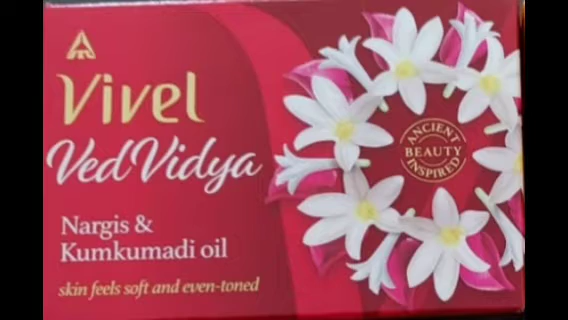 Vivel
VedVidya
Nargis &
Kumkumadi oil
skin feels soft and even-toned
ANCIENT
BEAUTY
INSPIRED